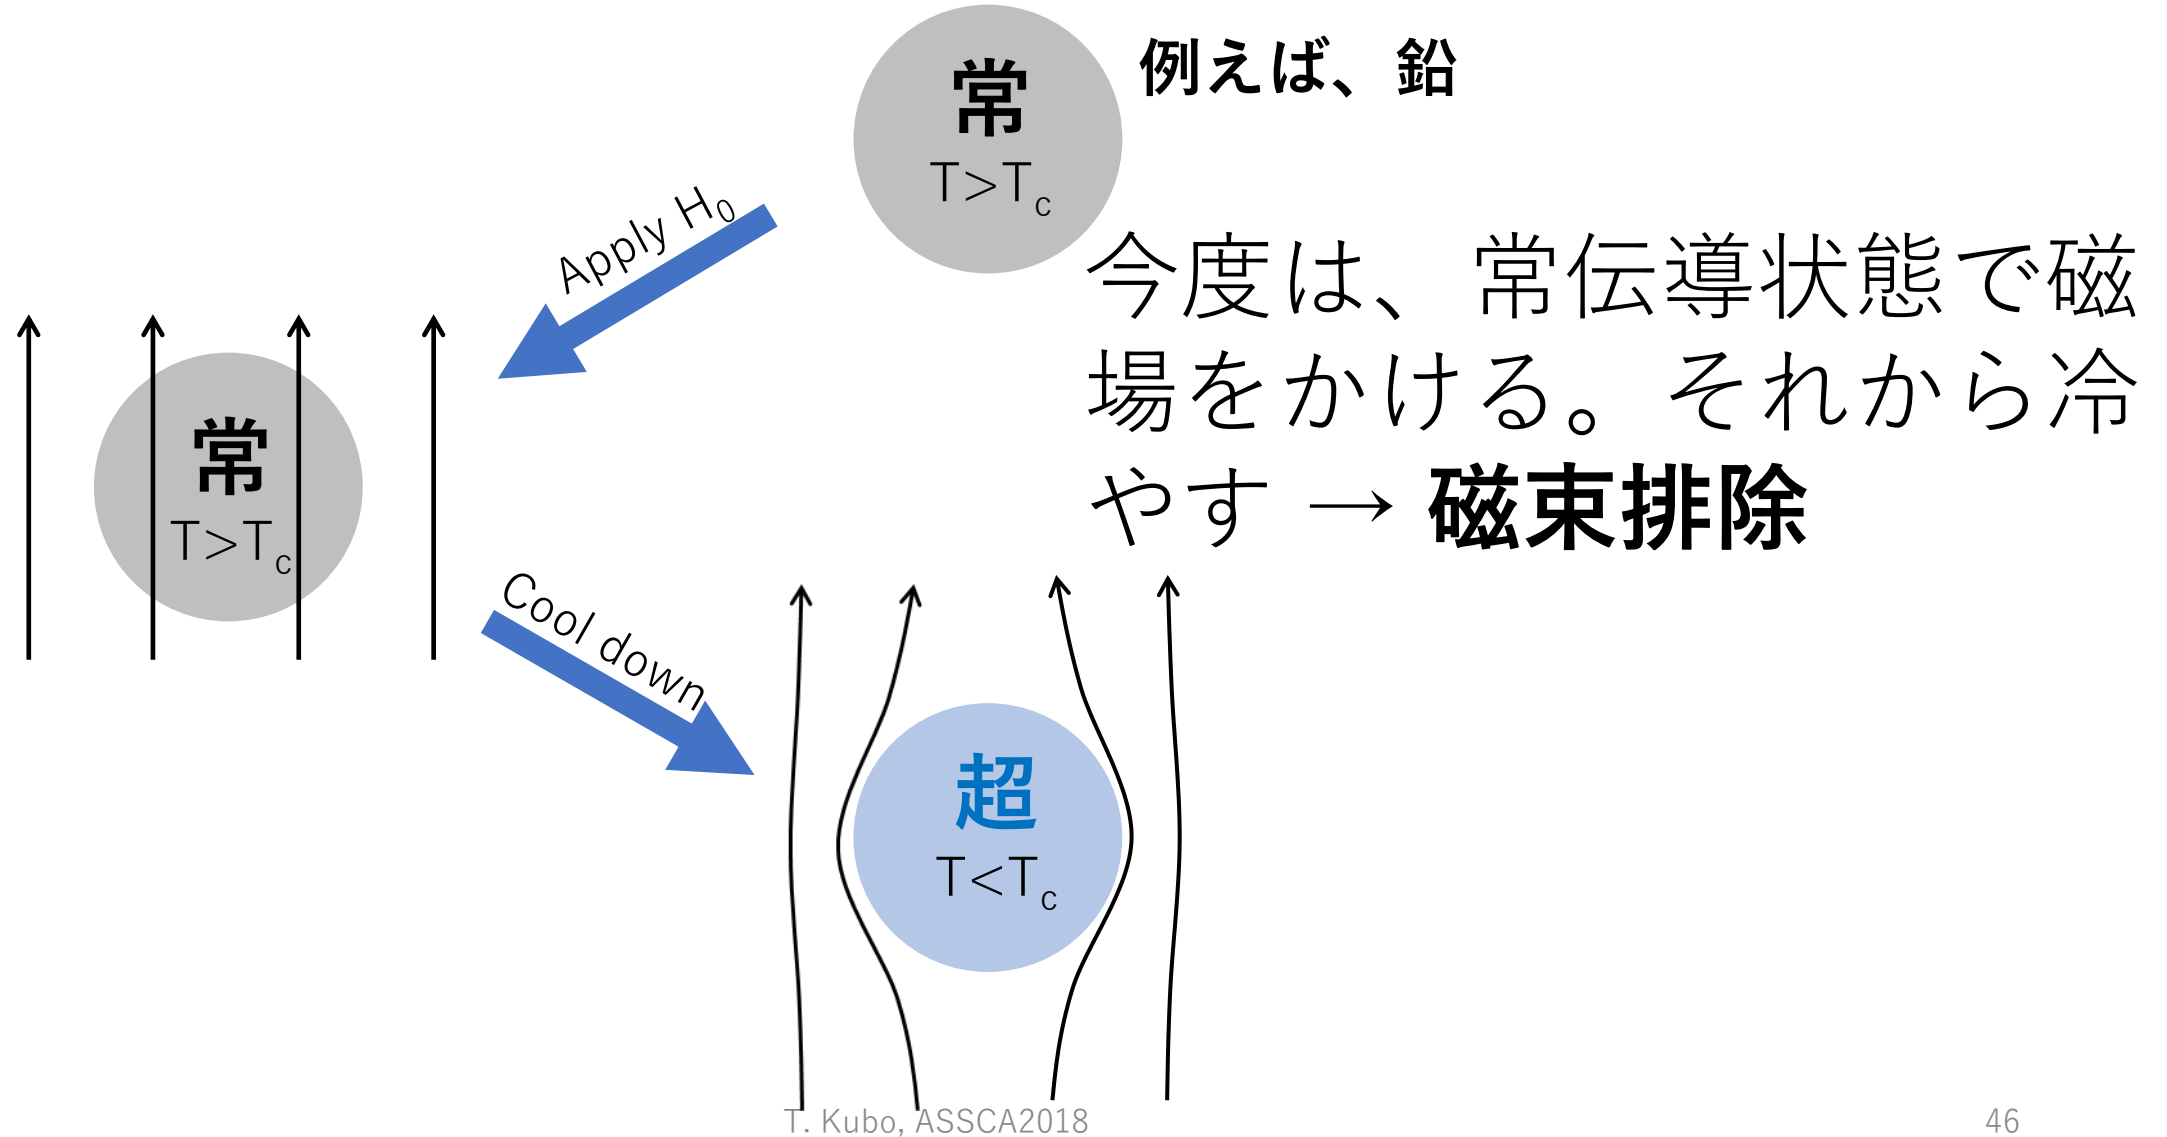 常
T>Tc
例えば、鉛
Apply H0
今度は、常伝導状態で磁
場をかける。それから冷
やす → 磁束排除
常
T>Tc
Cool down
超
T<Tc
T. Kubo, ASSCA2018
46